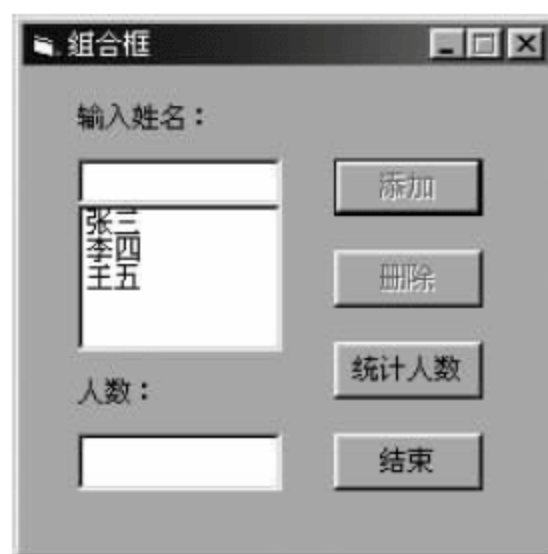 组合框
输入姓名：
添加
张三
李四
王五
删除
统计人数
人数：
结束